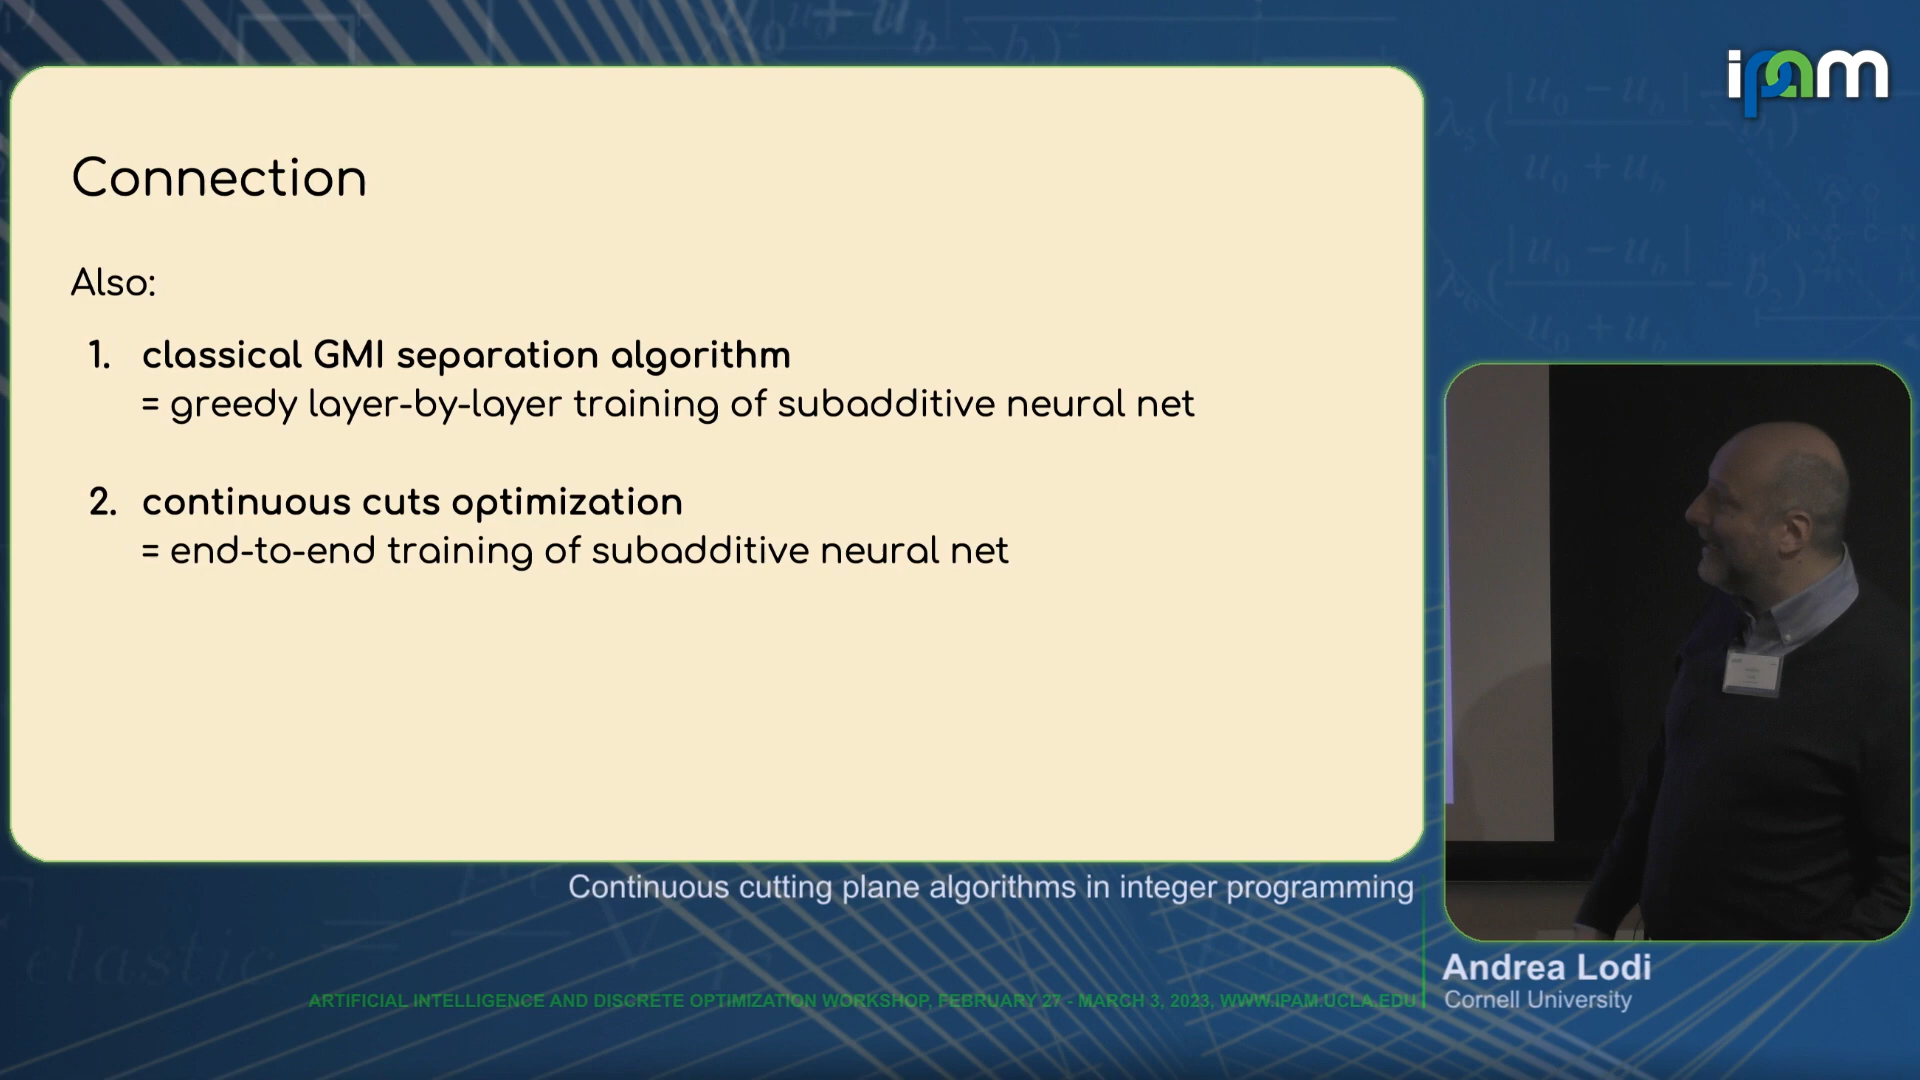 ipam
Connection
Also:
1. classical GMI separation algorithm
= greedy layer-by-layer training of subadditive neural net
2. continuous cuts optimization
= end-to-end training of subadditive neural net
Continuous cutting plane algorithms in integer programming
Andrea Lodi
Cornell University
ARTIFICIAL INTELLIGENCE AND DISCRETE OPTIMIZATION WORKSHOP, FEBRUARY 27 - MARCH 3, 2023, WWW.IPAM.UCLA.EDU
elastic